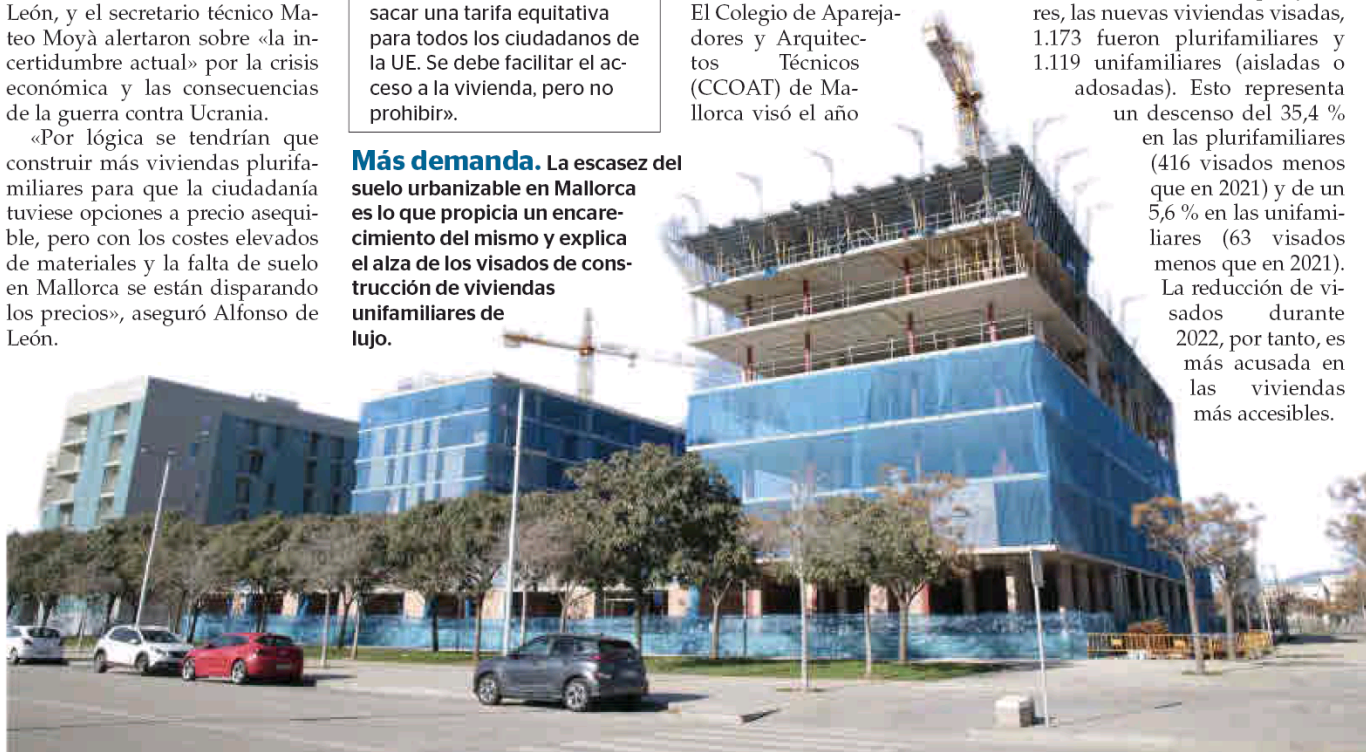 León, y el secretario técnico Ma-
teo Moyà alertaron sobre «la in-
certidumbre actual» por la crisis
económica y las consecuencias
de la guerra contra Ucrania.
«Por lógica se tendrían que
construir más viviendas plurifa-
miliares para que la ciudadanía
tuviese opciones a precio asequi-
ble, pero con los costes elevados
de materiales y la falta de suelo
en Mallorca se están disparando
los precios», aseguró Alfonso de
León.
sacar una tarifa equitativa
para todos los ciudadanos de
la UE. Se debe facilitar el ac-
ceso a la vivienda, pero no
prohibir».
Más demanda. La escasez del
suelo urbanizable en Mallorca
es lo que propicia un encare-
cimiento del mismo y explica
el alza de los visados de cons-
trucción de viviendas
unifamiliares de
lujo.
El Colegio de Apareja-
dores y Arquitec-
tos Técnicos
(CCOAT) de Ma-
llorca visó el año
res, las nuevas viviendas visadas,
1.173 fueron plurifamiliares y
1.119 unifamiliares (aisladas o
adosadas). Esto representa
un descenso del 35,4 %
en las plurifamiliares
(416 visados menos
que en 2021) y de un
5,6 % en las unifami-
liares (63 visados
menos que en 2021).
La reducción de vi-
sados durante
2022, por tanto, es
más acusada en
las viviendas
más accesibles.